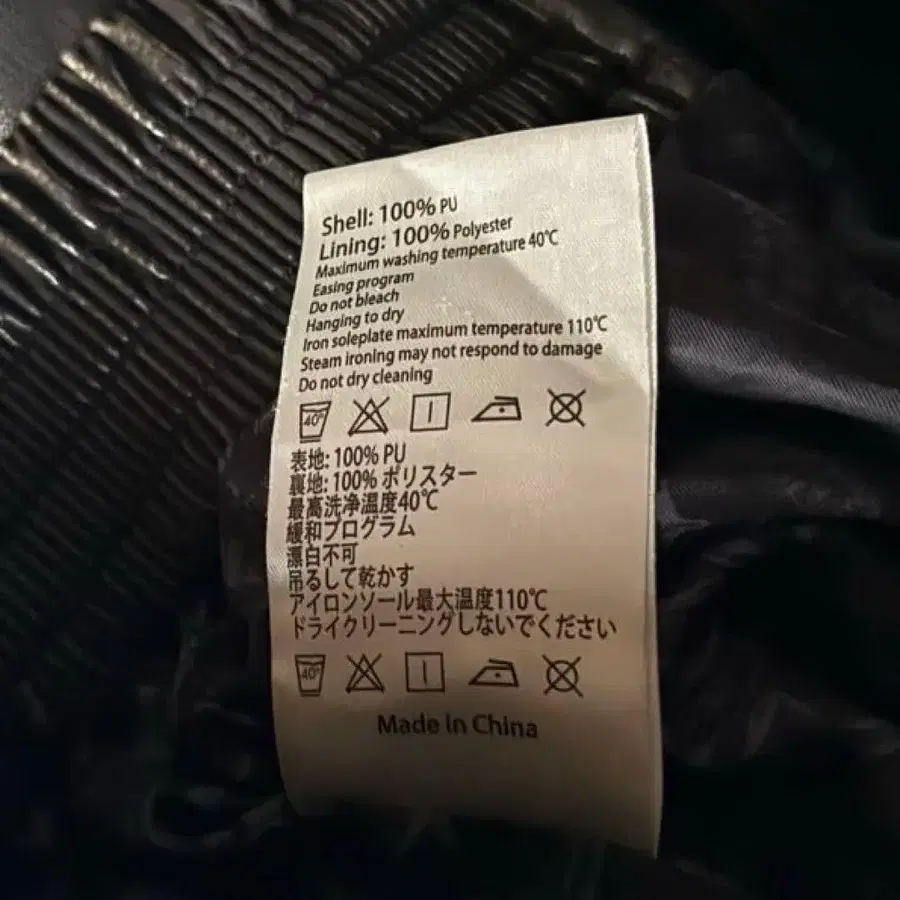 Shell: 100% PU
Lining: 100% Polyester
Maximum washing temperature 40℃
Easing program
Do not bleach
Hanging to dry
Iron soleplate maximum temperature 110℃
Steam ironing may not respond to damage
Do not dry cleaning
40°
表地: 100% PU
裏地: 100% ポリスター
最高洗浄温度40℃
緩和プログラム
漂白不可
吊るして乾かす
アイロンソール最大温度110℃
ドライクリーニングしないでください
40°
Made in China